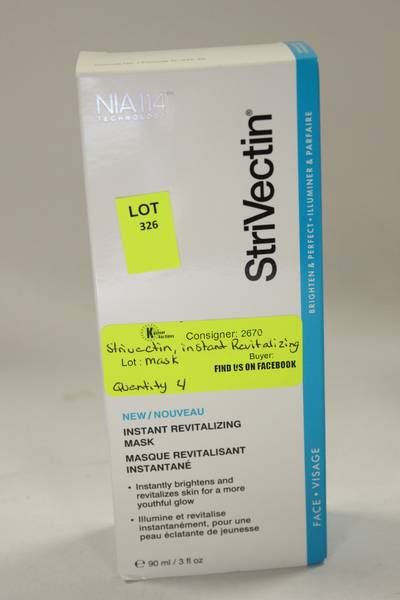 NIA114™
TECHNOLOGY
StriVectin®
BRIGHTEN & PERFECT • ILLUMINER & PARFAIRE
LOT
326
Consigner: 2670
Strivectin, instant Revitalizing
Lot: mask
Buyer:
FIND US ON FACEBOOK
Quantity 4
NEW / NOUVEAU
INSTANT REVITALIZING
MASK
MASQUE REVITALISANT
INSTANTANÉ
• Instantly brightens and
revitalizes skin for a more
youthful glow
• Illumine et revitalise
instantanément, pour une
peau éclatante de jeunesse
℮ 90 ml / 3 fl oz
FACE • VISAGE